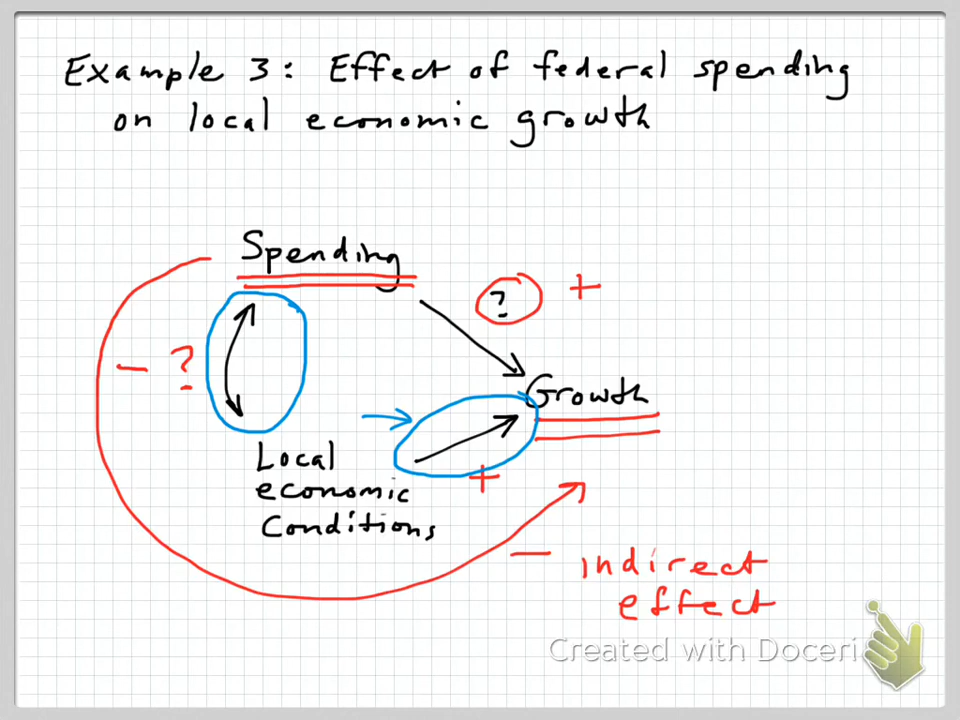 Example 3: Effect of federal spending
on local economic growth
Spending
? +
- ?
Growth
Local
economic
Conditions
+
- indirect
effect
Created with Doceri